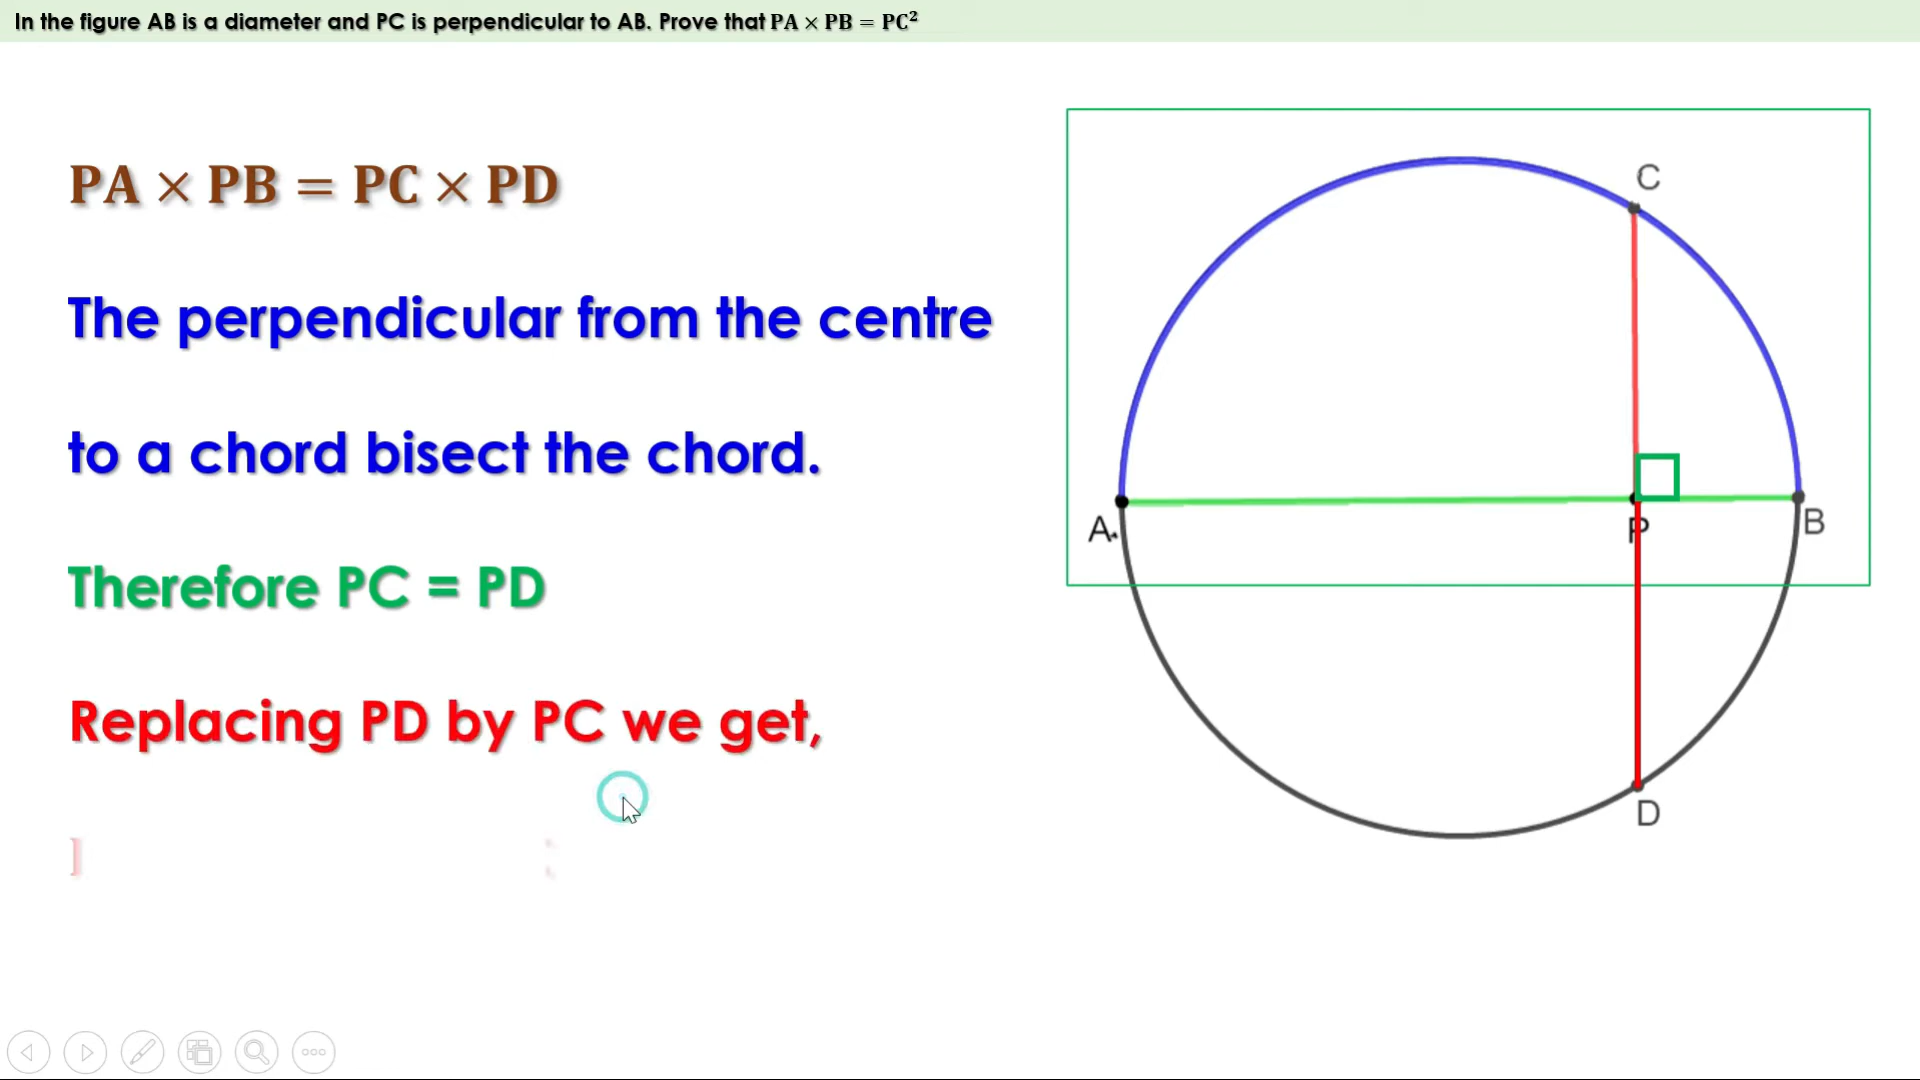 In the figure AB is a diameter and PC is perpendicular to AB. Prove that PA × PB = PC²
PA × PB = PC × PD
The perpendicular from the centre
to a chord bisect the chord.
Therefore PC = PD
Replacing PD by PC we get,
C
A
P
B
D